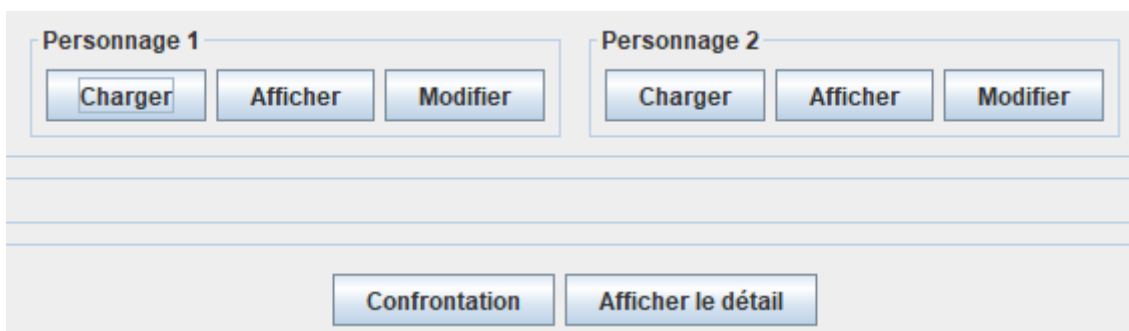 Personnage 1 Personnage 2
Charger Afficher Modifier Charger Afficher Modifier
Confrontation Afficher le détail